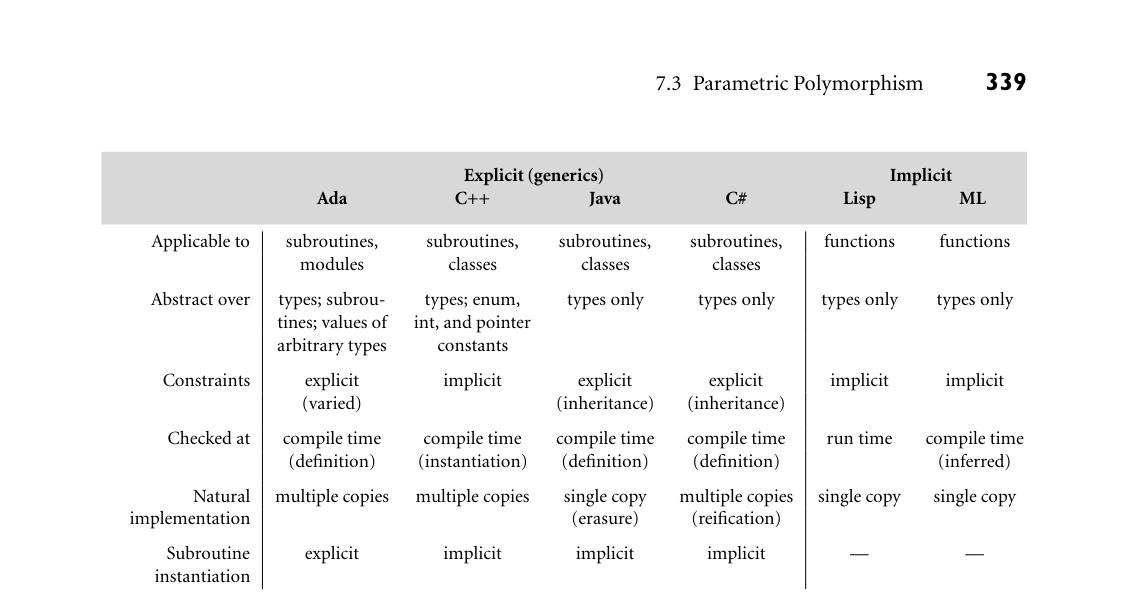 7.3 Parametric Polymorphism 339
Explicit (generics) Implicit
Ada C++ Java C# Lisp ML
Applicable to subroutines, subroutines, subroutines, subroutines, functions functions
modules classes classes classes
Abstract over types; subrou- types; enum, types only types only types only types only
tines; values of int, and pointer
arbitrary types constants
Constraints explicit implicit explicit explicit implicit implicit
(varied) (inheritance) (inheritance)
Checked at compile time compile time compile time compile time run time compile time
(definition) (instantiation) (definition) (definition) (inferred)
Natural multiple copies multiple copies single copy multiple copies single copy single copy
implementation (erasure) (reification)
Subroutine explicit implicit implicit implicit — —
instantiation